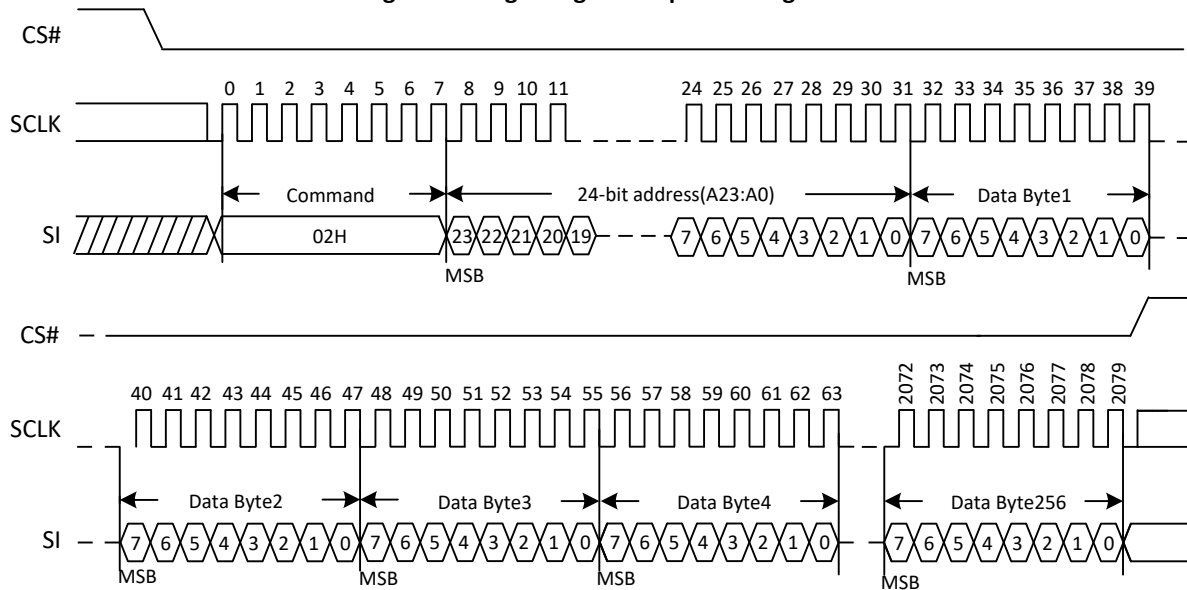 CS#
0 1 2 3 4 5 6 7 8 9 10 11 24 25 26 27 28 29 30 31 32 33 34 35 36 37 38 39
SCLK
Command 24-bit address(A23:A0) Data Byte1
SI 02H 23 22 21 20 19 7 6 5 4 3 2 1 0 7 6 5 4 3 2 1 0
MSB MSB
CS#
40 41 42 43 44 45 46 47 48 49 50 51 52 53 54 55 56 57 58 59 60 61 62 63 2072 2073 2074 2075 2076 2077 2078 2079
SCLK
Data Byte2 Data Byte3 Data Byte4 Data Byte256
SI 7 6 5 4 3 2 1 0 7 6 5 4 3 2 1 0 7 6 5 4 3 2 1 0 7 6 5 4 3 2 1 0
MSB MSB MSB MSB